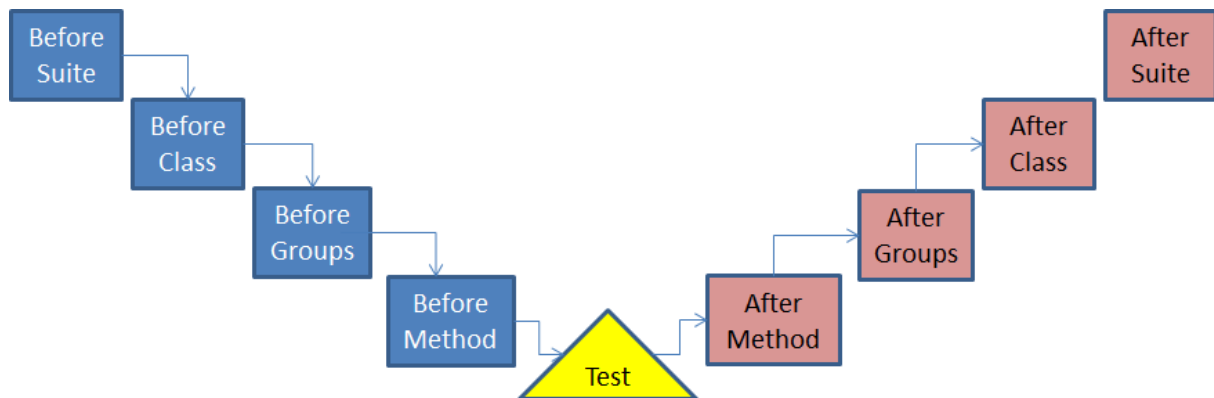 Before
Suite
Before
Class
Before
Groups
Before
Method
Test
After
Method
After
Groups
After
Class
After
Suite